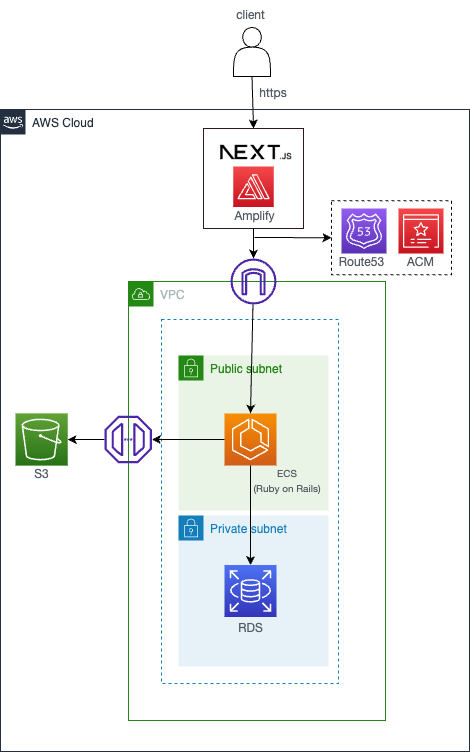 client
https
aws
AWS Cloud
NEXT.JS
Amplify
53
Route53
ACM
VPC
Public subnet
ECS
(Ruby on Rails)
S3
Private subnet
RDS